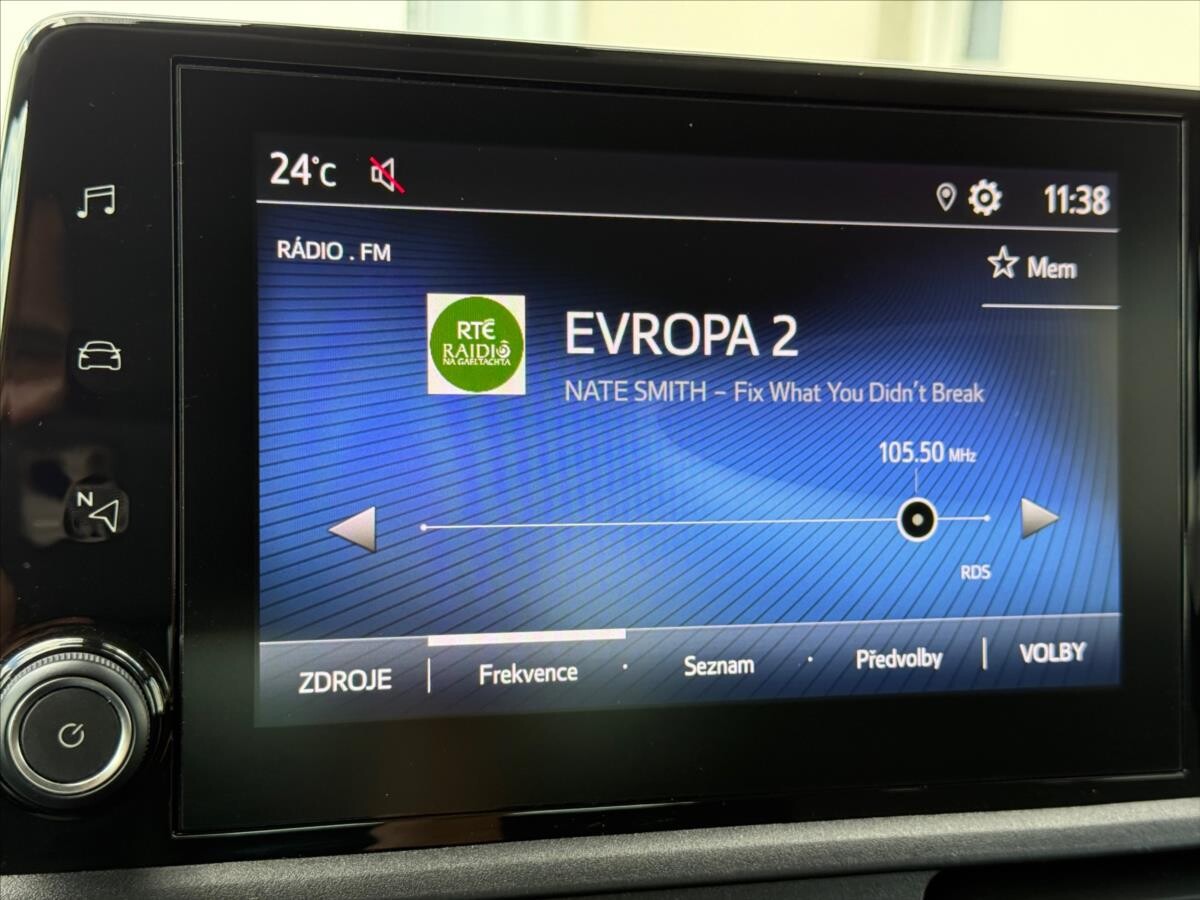 24°C
11:38
RÁDIO . FM
Mem
RTÉ
RAIDIÓ
NA GAELTACHTA
EVROPA 2
NATE SMITH – Fix What You Didn't Break
105.50 MHz
N
RDS
ZDROJE Frekvence · Seznam · Předvolby VOLBY